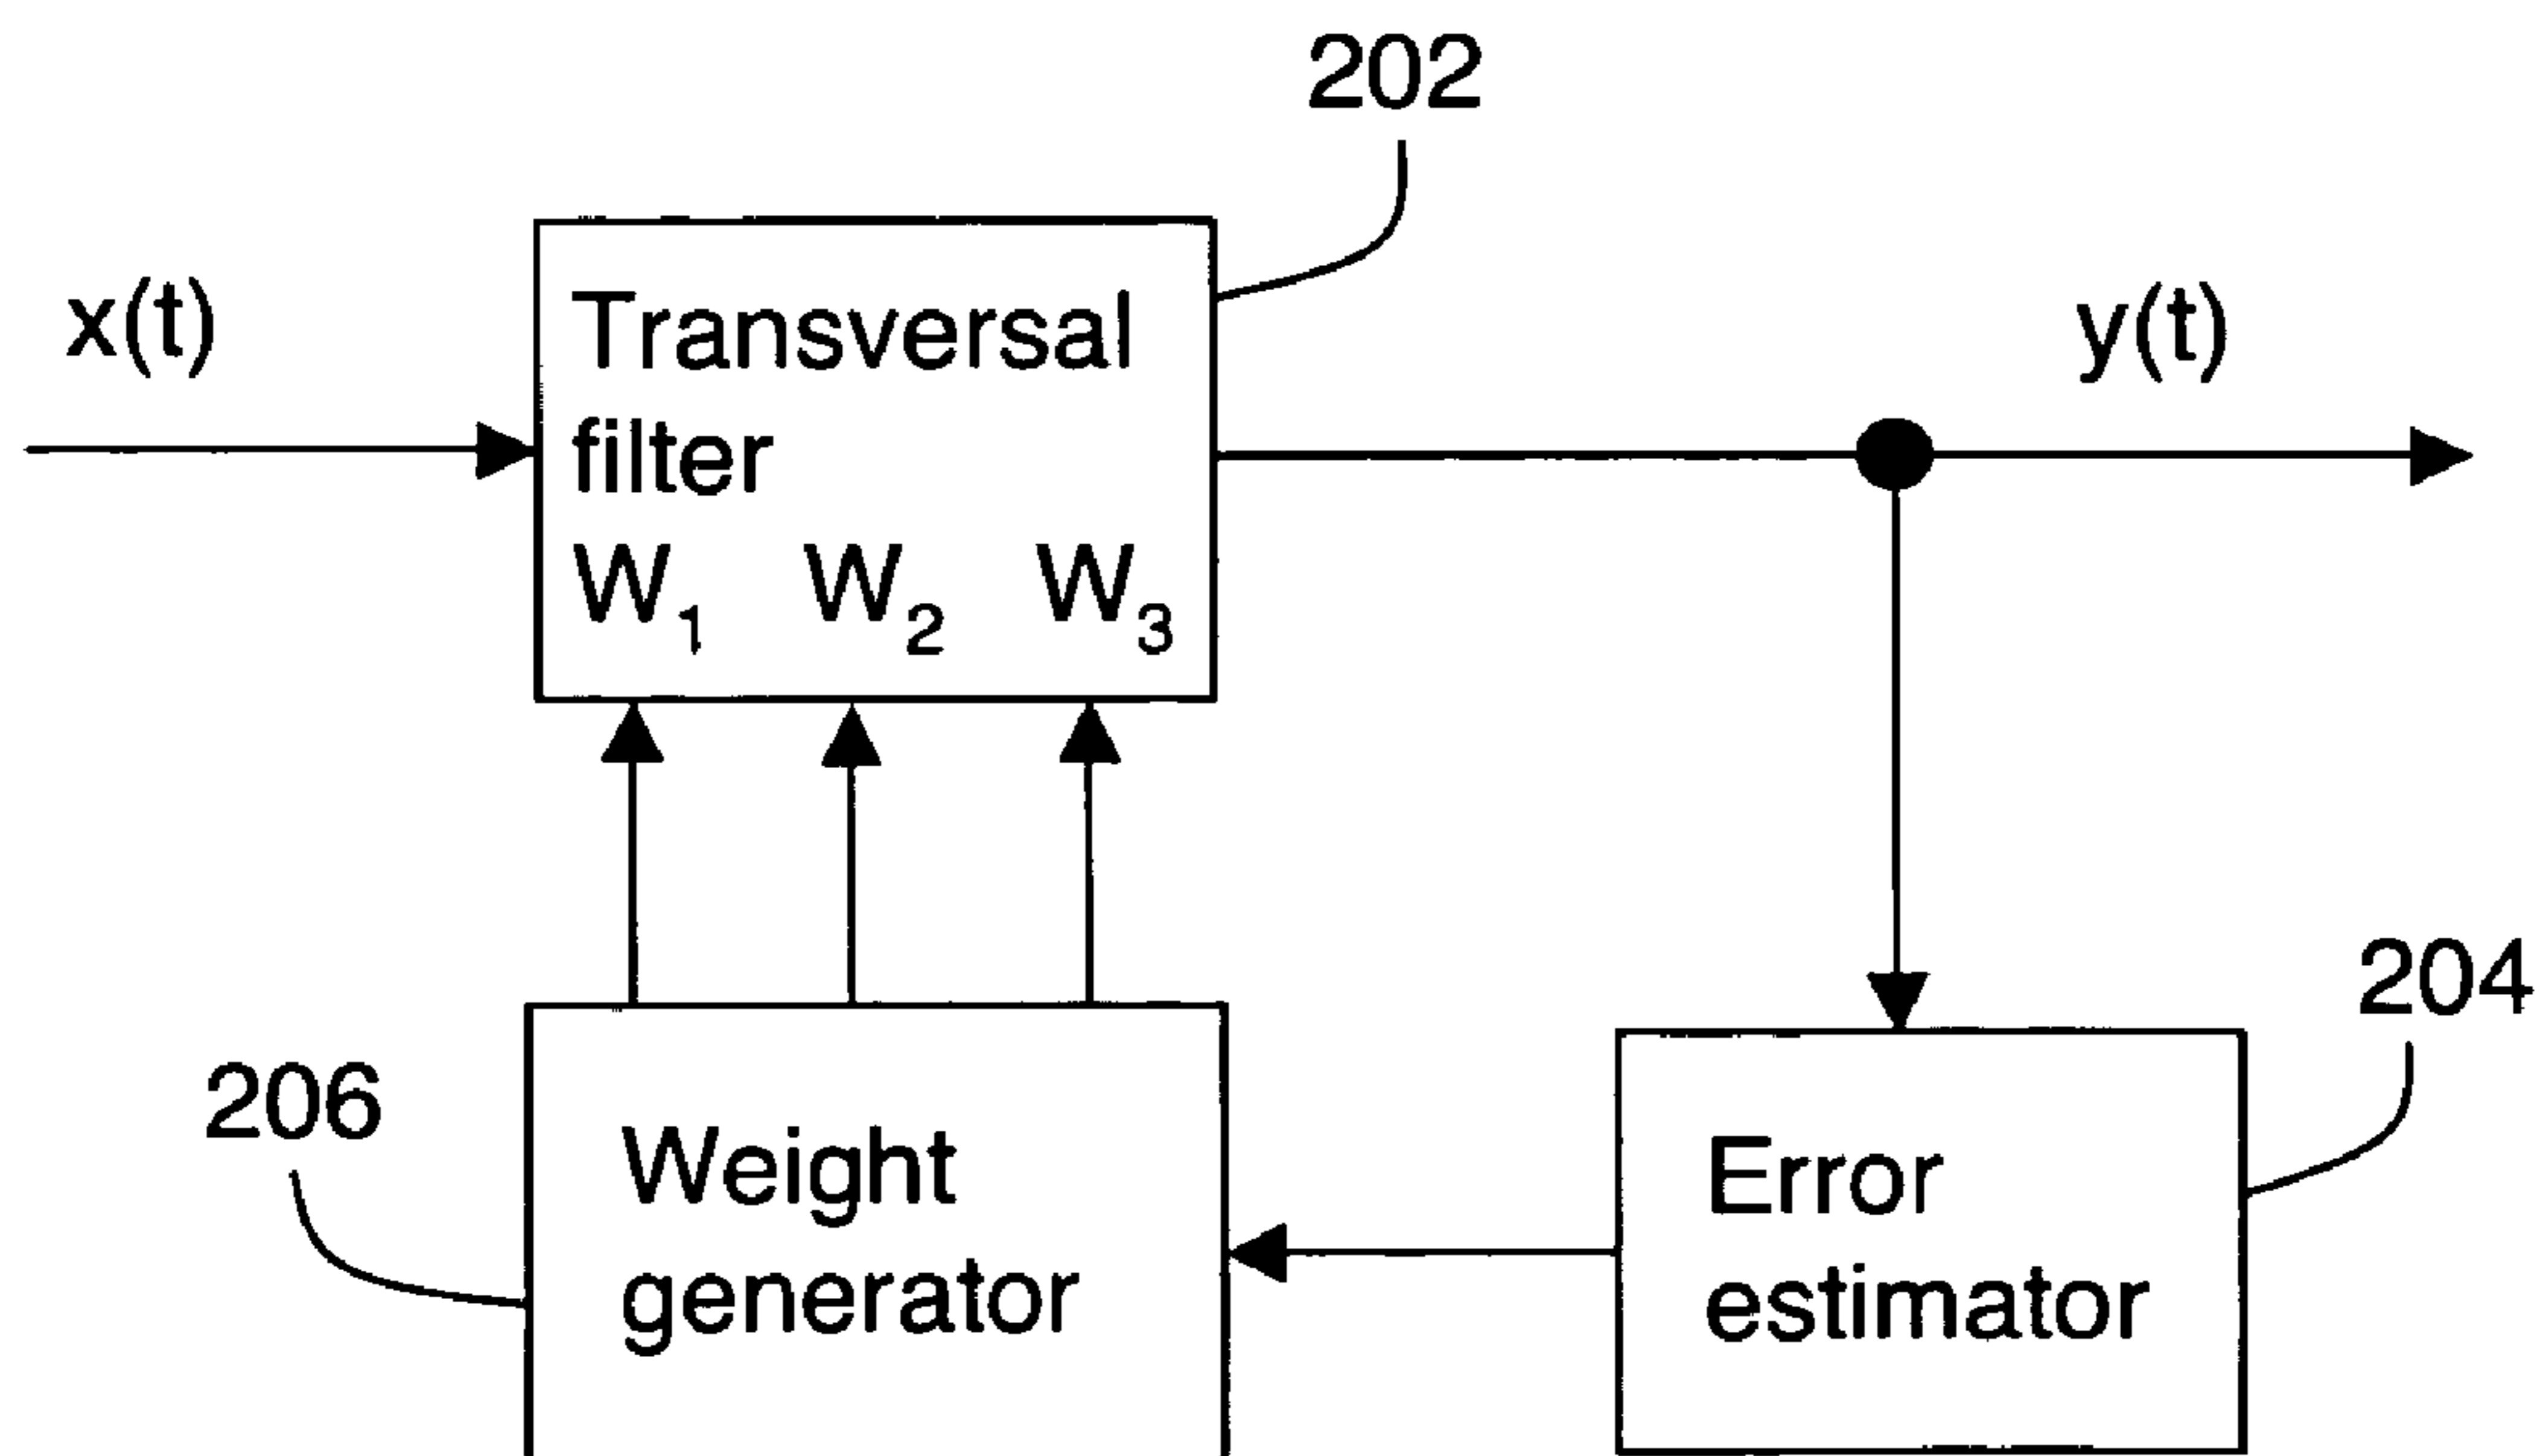 202
x(t)
Transversal
filter
W₁ W₂ W₃
y(t)
204
206
Weight
generator
Error
estimator